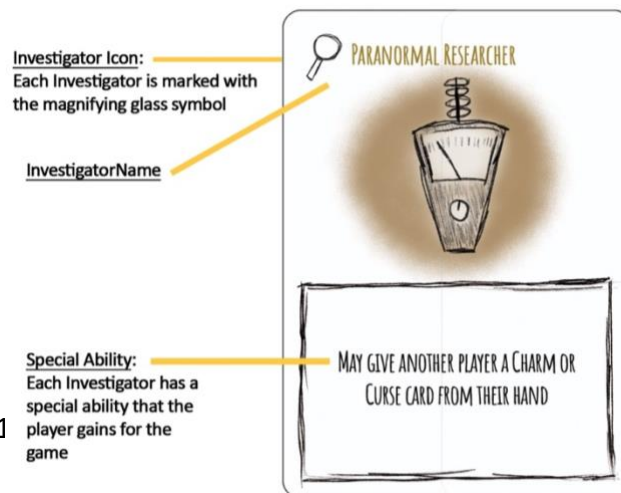 Investigator Icon:
Each Investigator is marked with
the magnifying glass symbol
InvestigatorName
Special Ability:
Each Investigator has a
special ability that the
player gains for the
game
1
PARANORMAL RESEARCHER
MAY GIVE ANOTHER PLAYER A CHARM OR
CURSE CARD FROM THEIR HAND